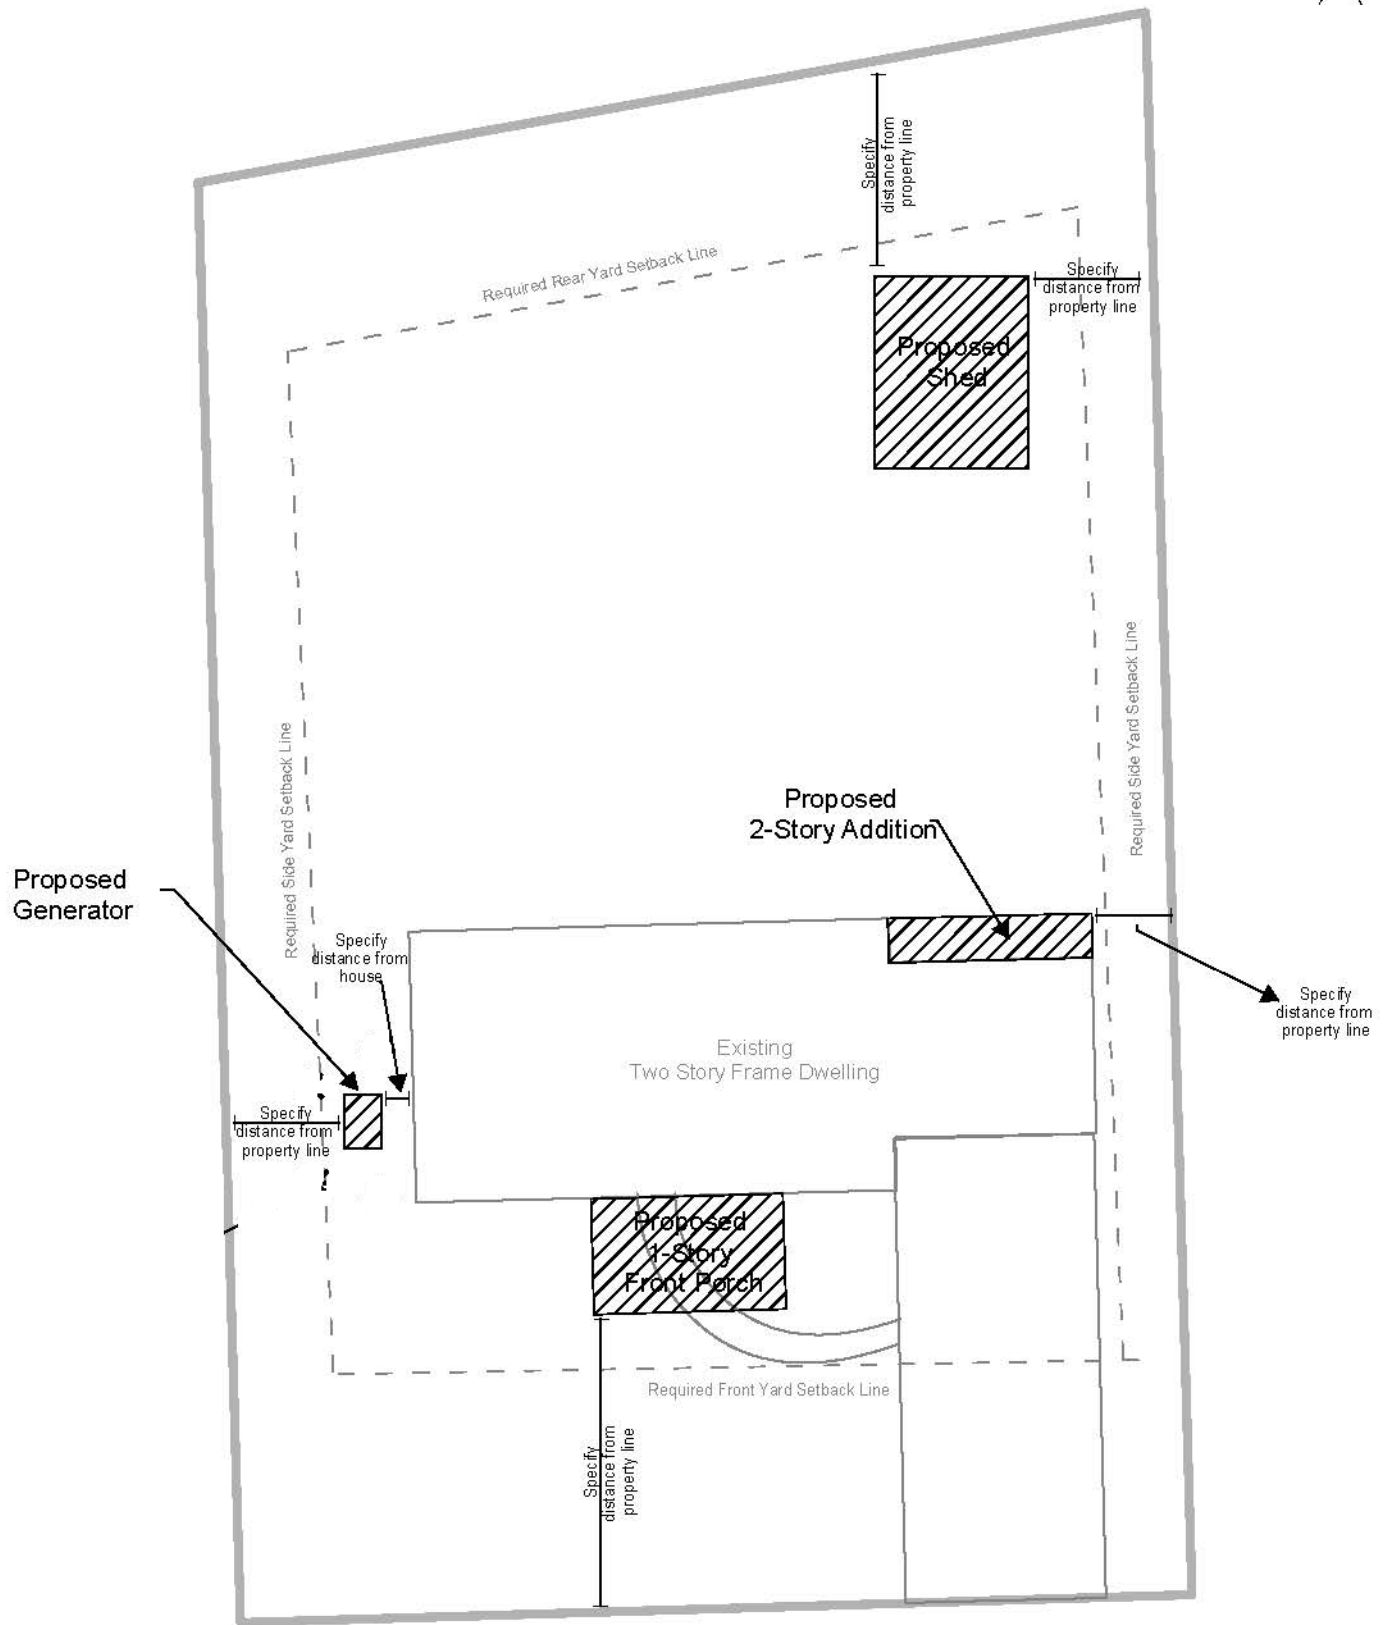 Specify
distance from
property line
Required Rear Yard Setback Line
Specify
distance from
property line
Proposed
Shed
Required Side Yard Setback Line
Required Side Yard Setback Line
Proposed
2-Story Addition
Proposed
Generator
Specify
distance from
house
Specify
distance from
property line
Existing
Two Story Frame Dwelling
Specify
distance from
property line
Proposed
1-Story
Front Porch
Required Front Yard Setback Line
Specify
distance from
property line